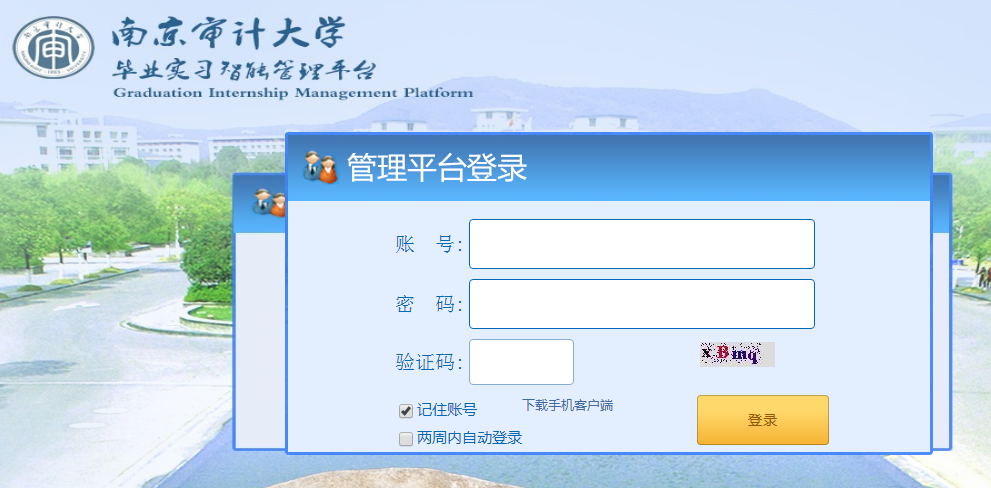 南京审计大学
毕业实习智能管理平台
Graduation Internship Management Platform
管理平台登录
账 号:
密 码:
验证码:
xBinq
记住账号
下载手机客户端
两周内自动登录
登录